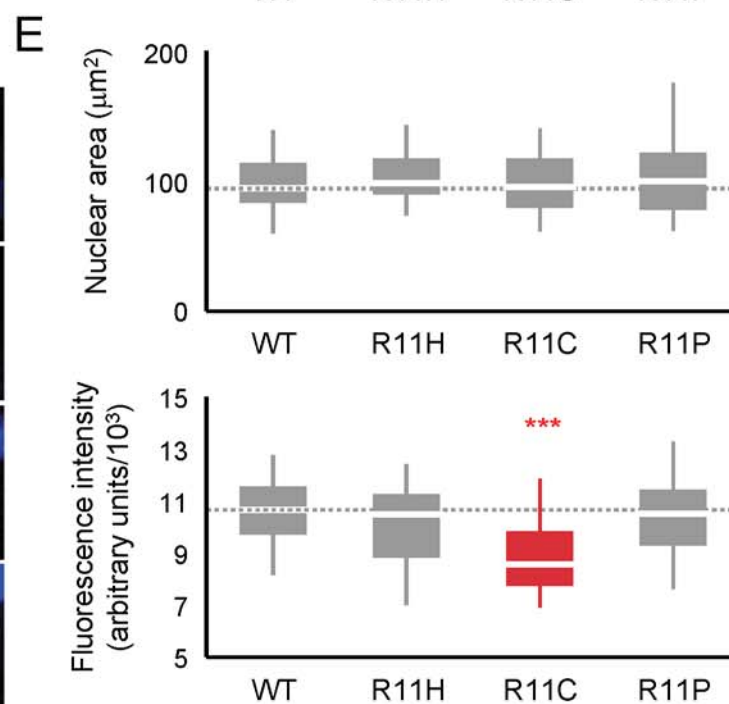 E
Nuclear area (μm²)
200
100
0
WT R11H R11C R11P
Fluorescence intensity
(arbitrary units/10³)
15
13
11
9
7
5
***
WT R11H R11C R11P